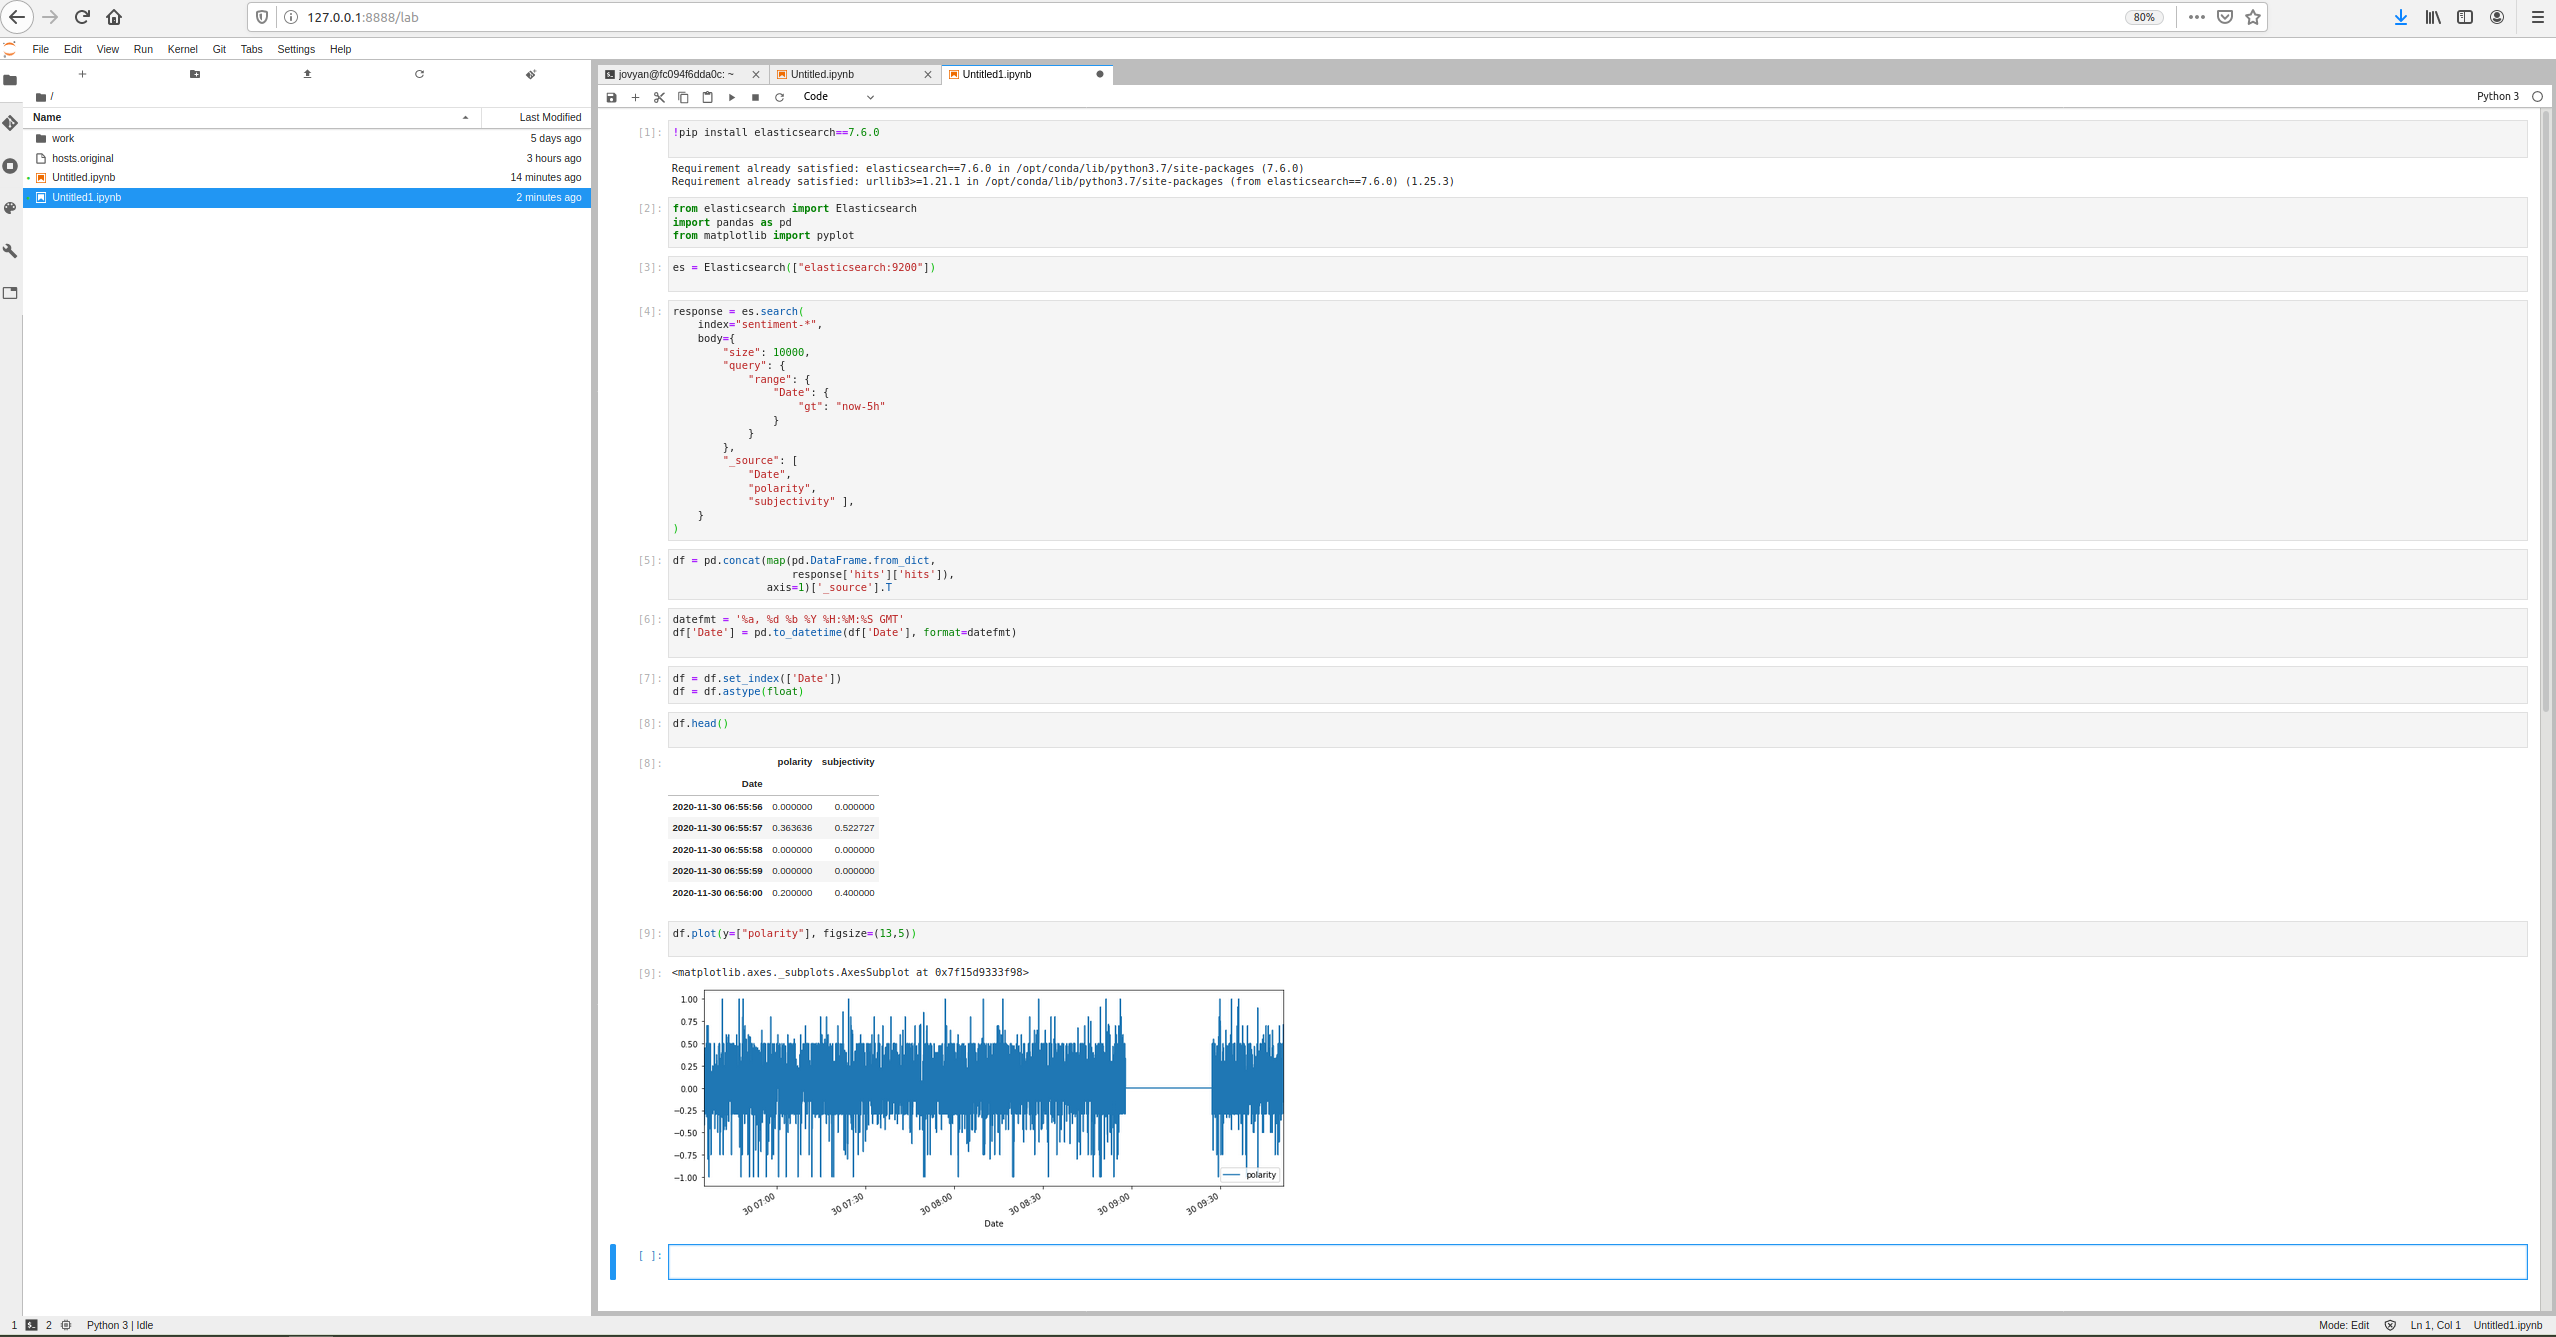 127.0.0.1:8888/lab
80%
File Edit View Run Kernel Git Tabs Settings Help
/
Name Last Modified
work 5 days ago
hosts.original 3 hours ago
Untitled.ipynb 14 minutes ago
Untitled1.ipynb 2 minutes ago
jovyan@fc094f6dda0c: ~ Untitled.ipynb Untitled1.ipynb
Code Python 3
[1]: !pip install elasticsearch==7.6.0
Requirement already satisfied: elasticsearch==7.6.0 in /opt/conda/lib/python3.7/site-packages (7.6.0)
Requirement already satisfied: urllib3>=1.21.1 in /opt/conda/lib/python3.7/site-packages (from elasticsearch==7.6.0) (1.25.3)
[2]: from elasticsearch import Elasticsearch
import pandas as pd
from matplotlib import pyplot
[3]: es = Elasticsearch(["elasticsearch:9200"])
[4]: response = es.search(
    index="sentiment-*",
    body={
        "size": 10000,
        "query": {
            "range": {
                "Date": {
                    "gt": "now-5h"
                }
            }
        },
        "_source": [
            "Date",
            "polarity",
            "subjectivity" ],
    }
)
[5]: df = pd.concat(map(pd.DataFrame.from_dict,
                   response['hits']['hits']),
               axis=1)['_source'].T
[6]: datefmt = '%a, %d %b %Y %H:%M:%S GMT'
df['Date'] = pd.to_datetime(df['Date'], format=datefmt)
[7]: df = df.set_index(['Date'])
df = df.astype(float)
[8]: df.head()
[8]: polarity subjectivity
Date
2020-11-30 06:55:56 0.000000 0.000000
2020-11-30 06:55:57 0.363636 0.522727
2020-11-30 06:55:58 0.000000 0.000000
2020-11-30 06:55:59 0.000000 0.000000
2020-11-30 06:56:00 0.200000 0.400000
[9]: df.plot(y=["polarity"], figsize=(13,5))
[9]: <matplotlib.axes._subplots.AxesSubplot at 0x7f15d9333f98>
1.00
0.75
0.50
0.25
0.00
−0.25
−0.50
−0.75
−1.00
polarity
30 07:00 30 07:30 30 08:00 30 08:30 30 09:00 30 09:30
Date
[ ]:
1 2 Python 3 | Idle Mode: Edit Ln 1, Col 1 Untitled1.ipynb